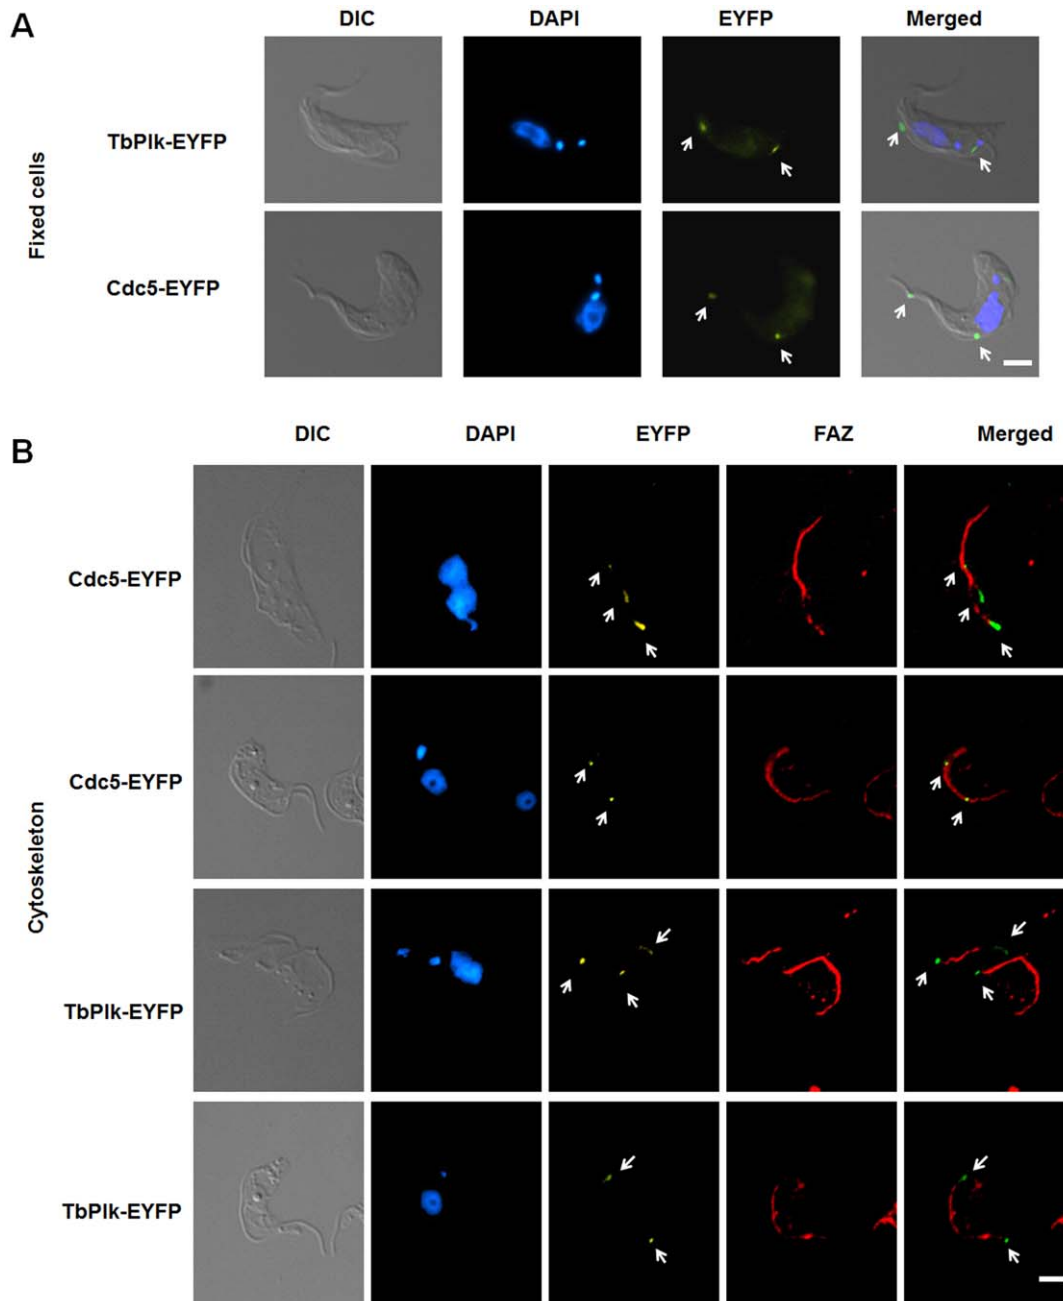 A
DIC DAPI EYFP Merged
Fixed cells
TbPlk-EYFP
Cdc5-EYFP
B
DIC DAPI EYFP FAZ Merged
Cytoskeleton
Cdc5-EYFP
Cdc5-EYFP
TbPlk-EYFP
TbPlk-EYFP